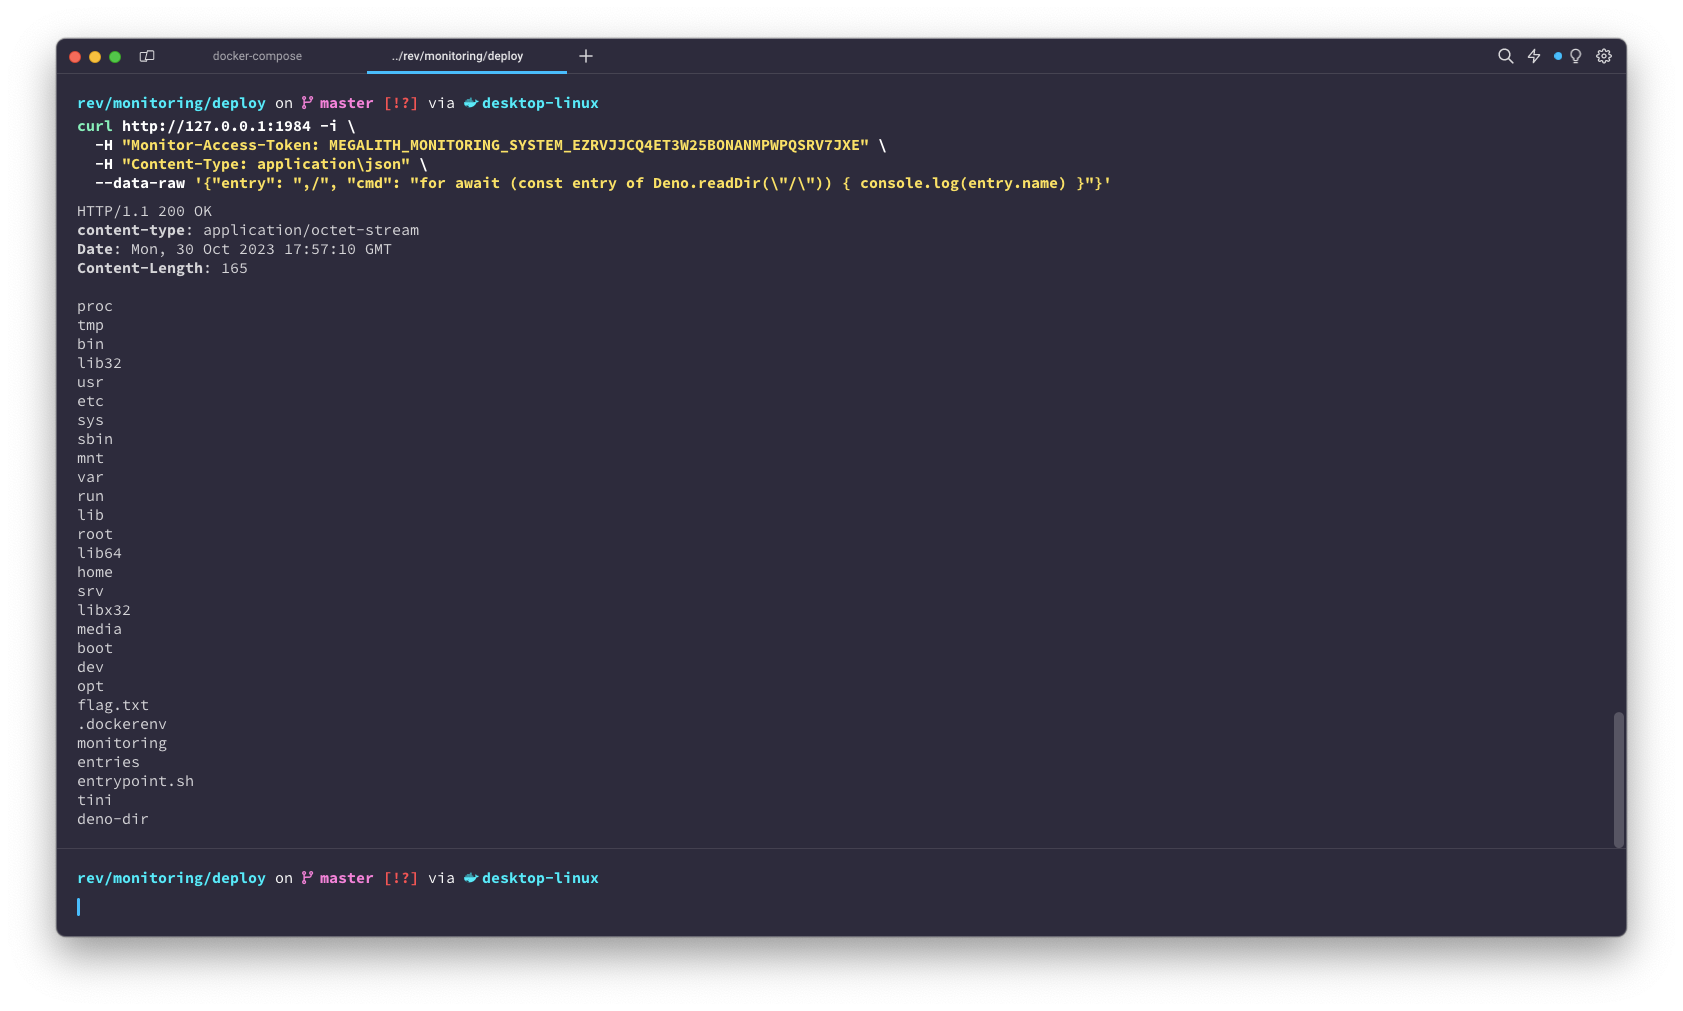 docker-compose
../rev/monitoring/deploy
rev/monitoring/deploy on master [!?] via desktop-linux
curl http://127.0.0.1:1984 -i \
  -H "Monitor-Access-Token: MEGALITH_MONITORING_SYSTEM_EZRVJJCQ4ET3W25BONANMPWPQSRV7JXE" \
  -H "Content-Type: application\json" \
  --data-raw '{"entry": ",/", "cmd": "for await (const entry of Deno.readDir(\"/\")) { console.log(entry.name) }"}'
HTTP/1.1 200 OK
content-type: application/octet-stream
Date: Mon, 30 Oct 2023 17:57:10 GMT
Content-Length: 165
proc
tmp
bin
lib32
usr
etc
sys
sbin
mnt
var
run
lib
root
lib64
home
srv
libx32
media
boot
dev
opt
flag.txt
.dockerenv
monitoring
entries
entrypoint.sh
tini
deno-dir
rev/monitoring/deploy on master [!?] via desktop-linux